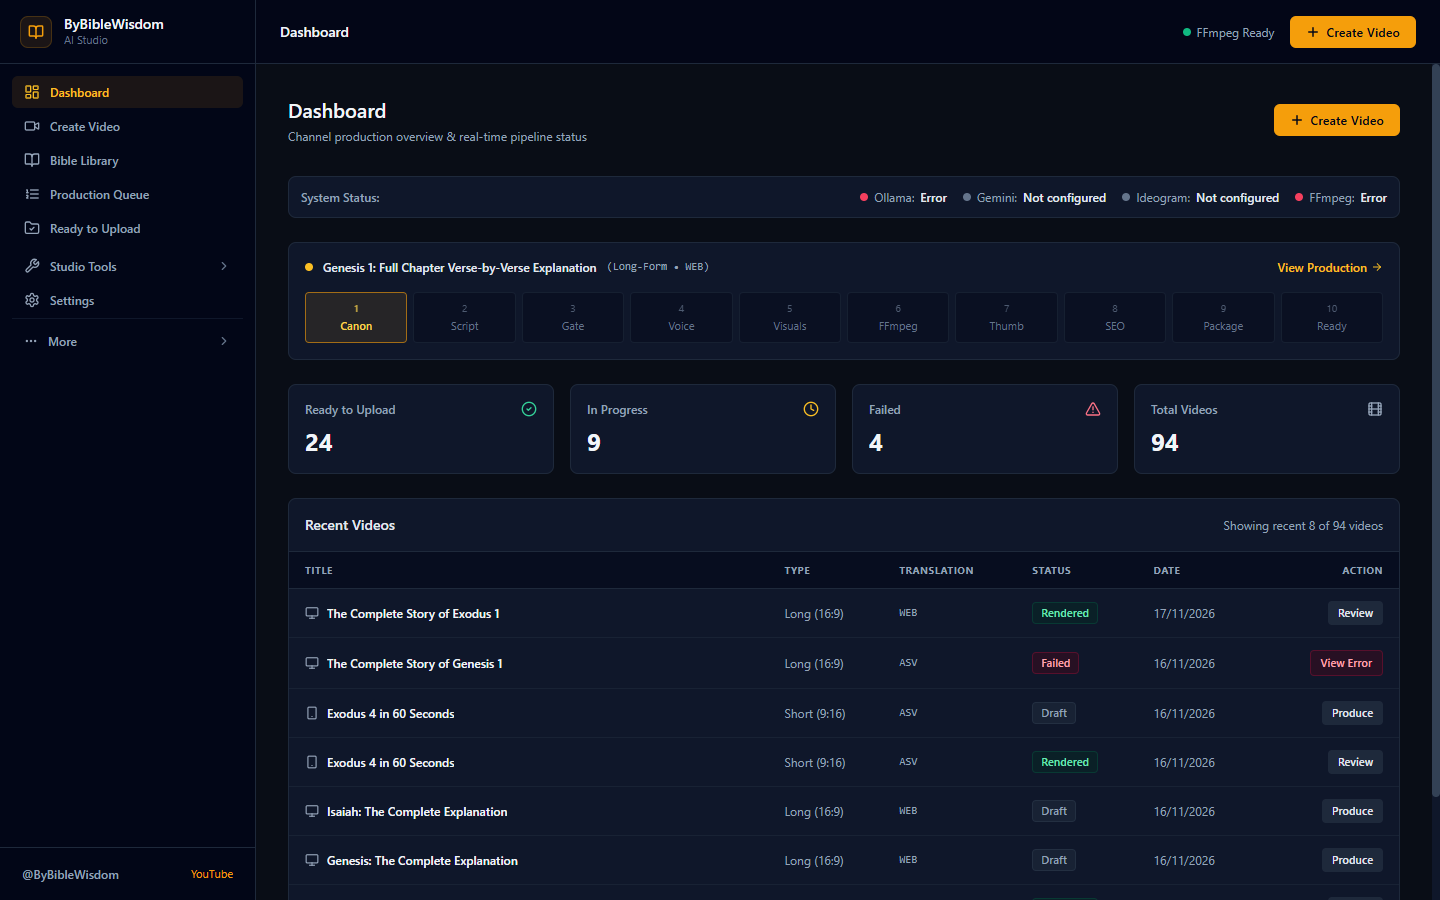 ByBibleWisdom
AI Studio
Dashboard
FFmpeg Ready
+ Create Video
Dashboard
Create Video
Bible Library
Production Queue
Ready to Upload
Studio Tools
Settings
More
@ByBibleWisdom YouTube
Dashboard
Channel production overview & real-time pipeline status
+ Create Video
System Status: Ollama: Error Gemini: Not configured Ideogram: Not configured FFmpeg: Error
Genesis 1: Full Chapter Verse-by-Verse Explanation (Long-Form • WEB) View Production →
1 2 3 4 5 6 7 8 9 10
Canon Script Gate Voice Visuals FFmpeg Thumb SEO Package Ready
Ready to Upload In Progress Failed Total Videos
24 9 4 94
Recent Videos Showing recent 8 of 94 videos
TITLE TYPE TRANSLATION STATUS DATE ACTION
The Complete Story of Exodus 1 Long (16:9) WEB Rendered 17/11/2026 Review
The Complete Story of Genesis 1 Long (16:9) ASV Failed 16/11/2026 View Error
Exodus 4 in 60 Seconds Short (9:16) ASV Draft 16/11/2026 Produce
Exodus 4 in 60 Seconds Short (9:16) ASV Rendered 16/11/2026 Review
Isaiah: The Complete Explanation Long (16:9) WEB Draft 16/11/2026 Produce
Genesis: The Complete Explanation Long (16:9) WEB Draft 16/11/2026 Produce